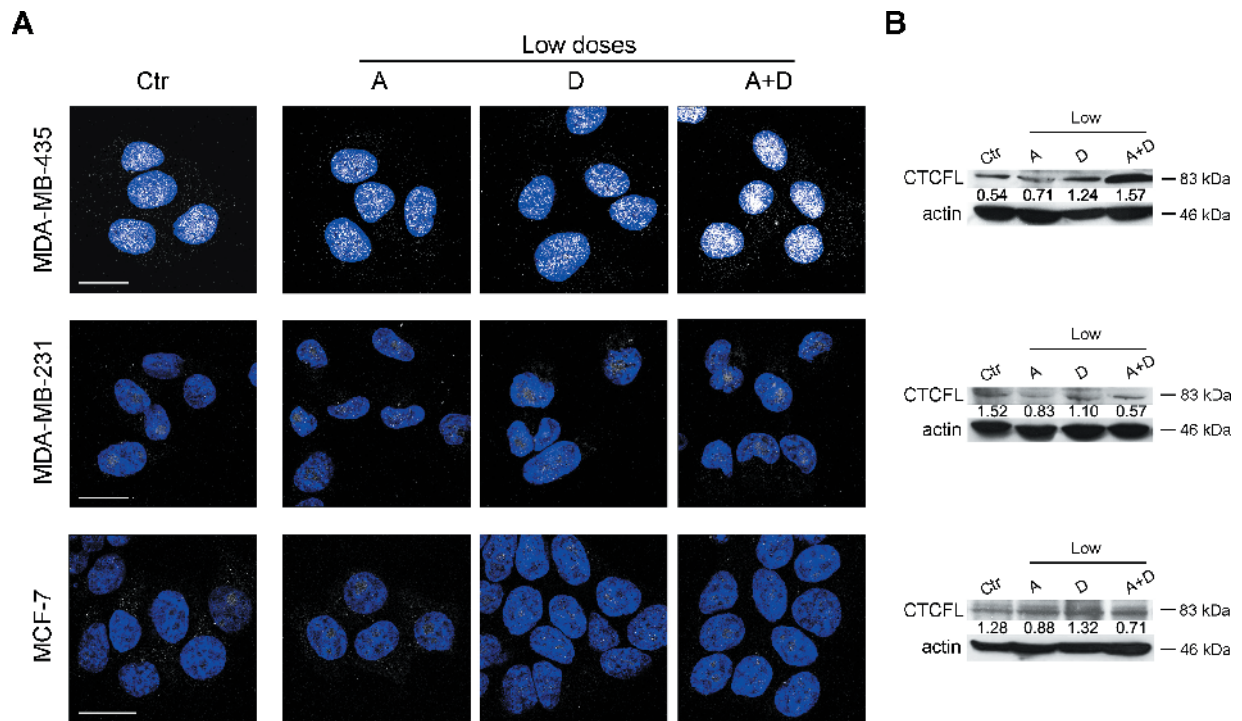 A
Low doses
Ctr A D A+D
MDA-MB-435
MDA-MB-231
MCF-7
B
Low
Ctr A D A+D
CTCFL 83 kDa
0.54 0.71 1.24 1.57
actin 46 kDa
Low
Ctr A D A+D
CTCFL 83 kDa
1.52 0.83 1.10 0.57
actin 46 kDa
Low
Ctr A D A+D
CTCFL 83 kDa
1.28 0.88 1.32 0.71
actin 46 kDa